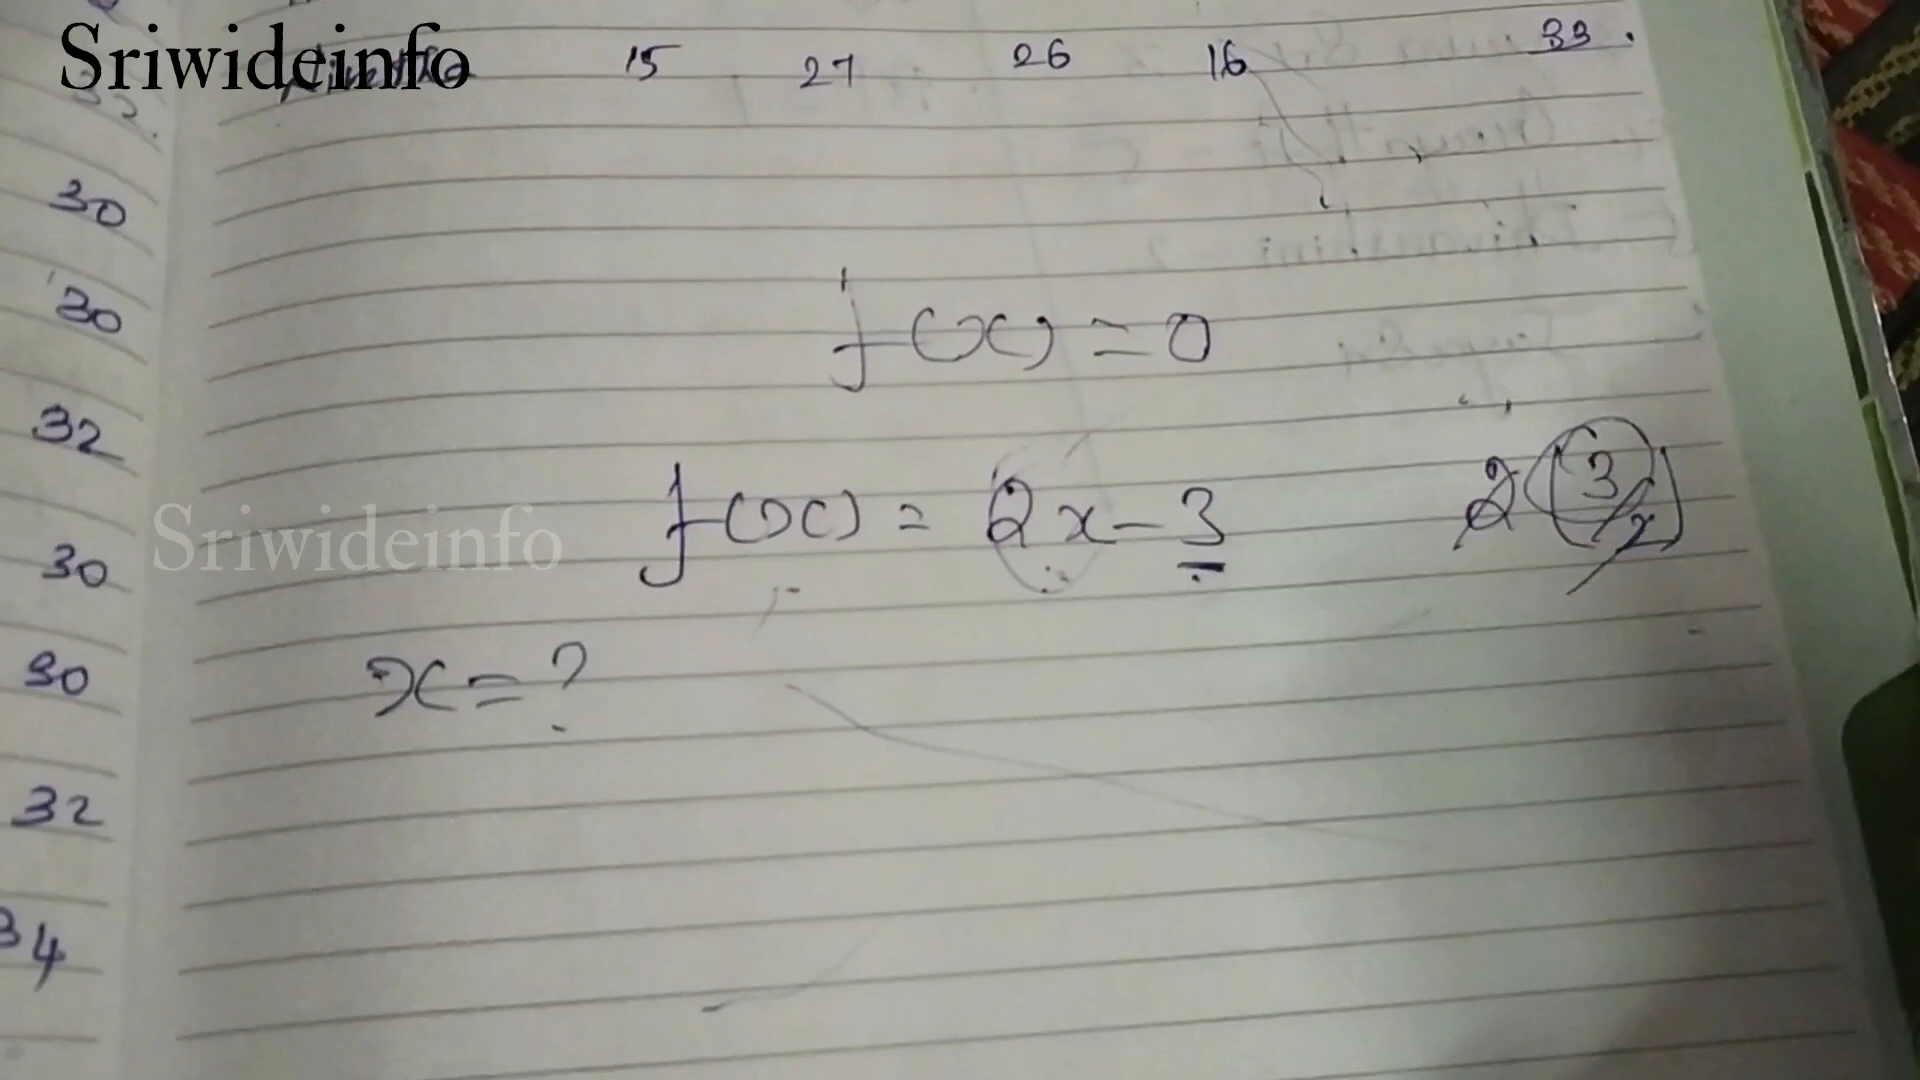 Sriwideinfo
15 27 26 16 33.
32.
30
30
f(x) = 0
32
f(x) = 2x - 3 2(3/2)
Sriwideinfo
30
x = ?
30
32
34